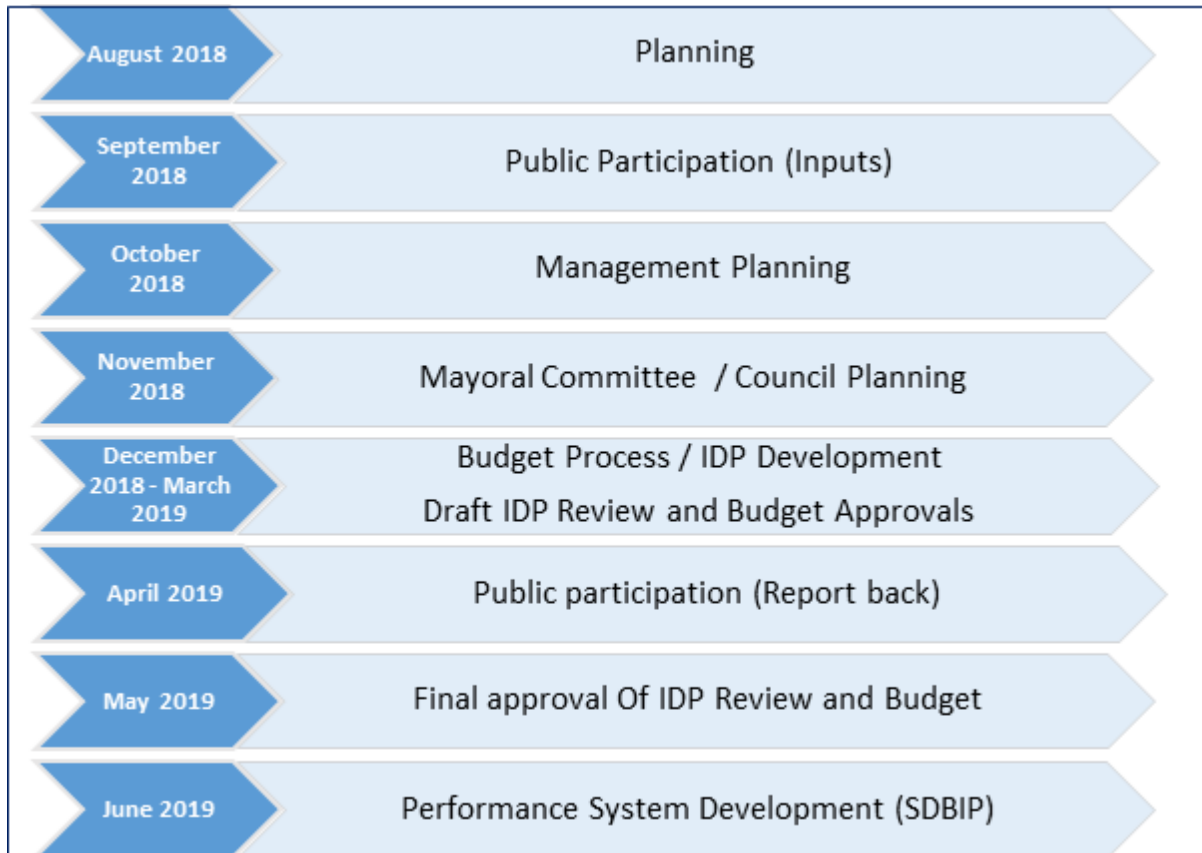 August 2018
Planning
September
2018
Public Participation (Inputs)
October
2018
Management Planning
November
2018
Mayoral Committee / Council Planning
December
2018 - March
2019
Budget Process / IDP Development
Draft IDP Review and Budget Approvals
April 2019
Public participation (Report back)
May 2019
Final approval Of IDP Review and Budget
June 2019
Performance System Development (SDBIP)